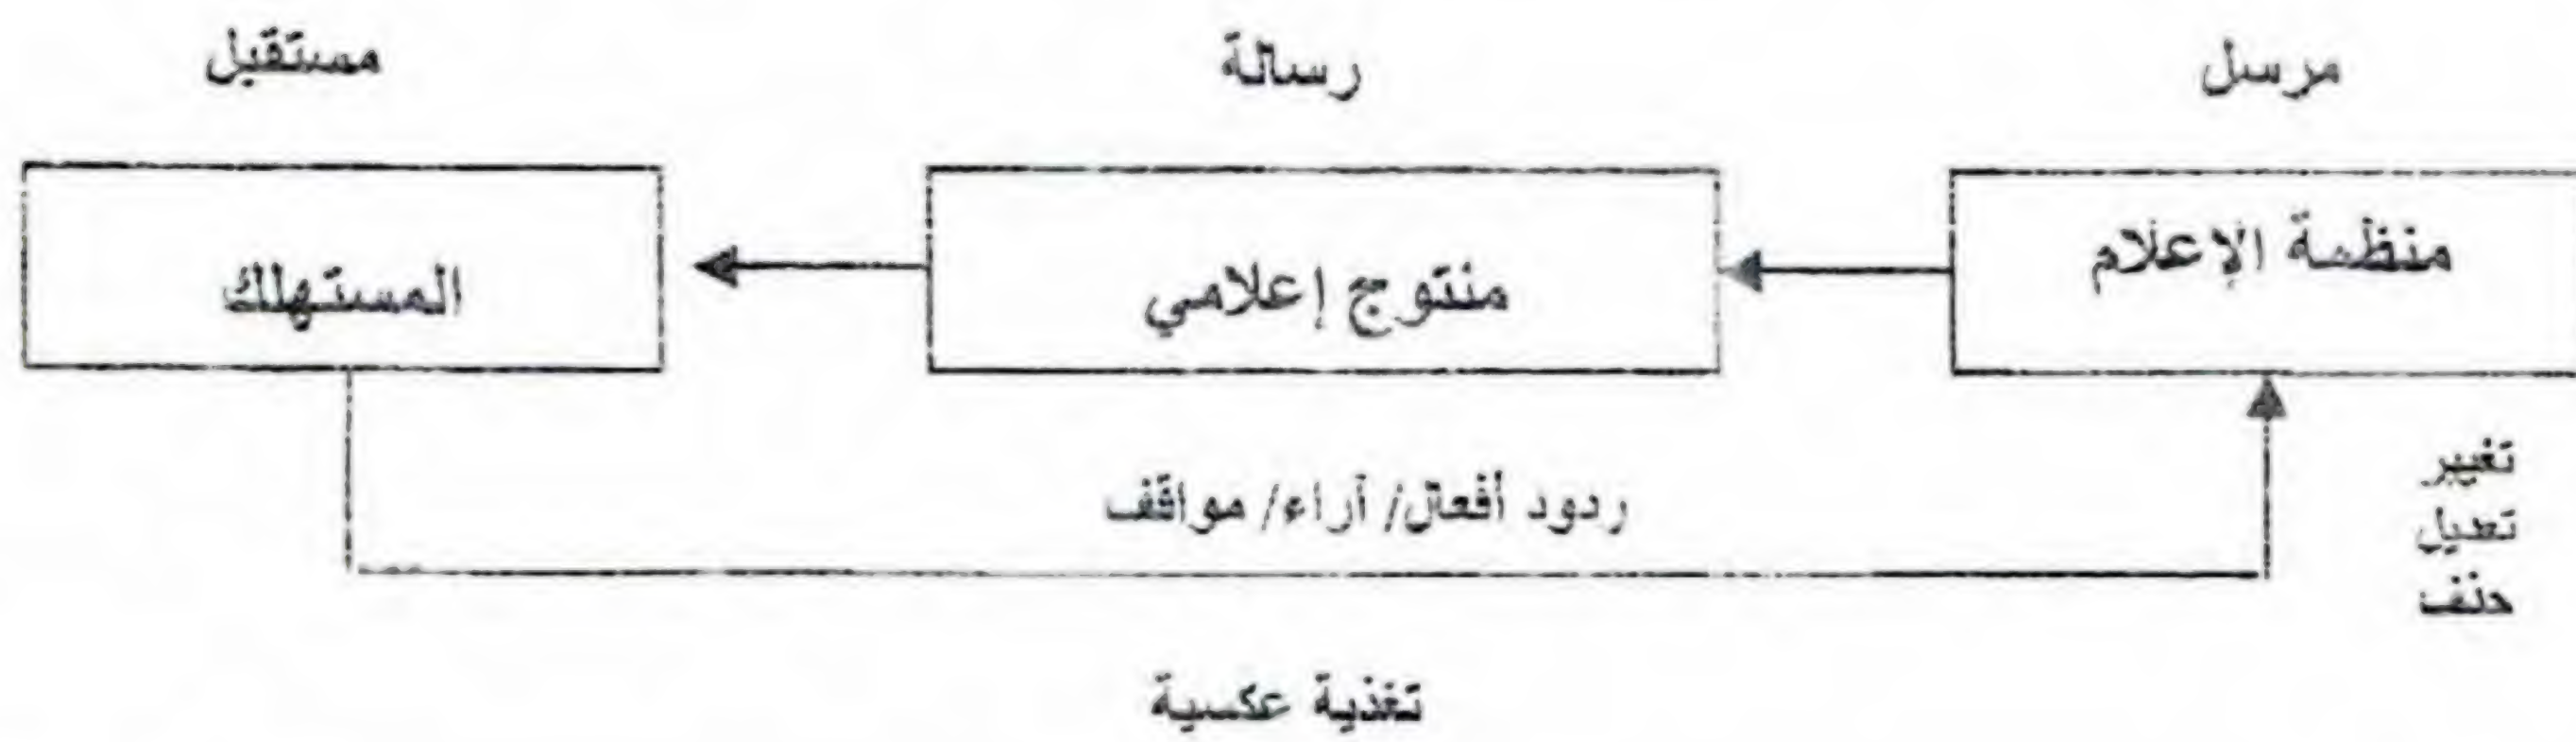 مرسل
رسالة
مستقبل
منظمة الإعلام
منتوج إعلامي
المستهلك
ردود أفعال/ آراء/ مواقف
تغيير
تعديل
حذف
تغذية عكسية